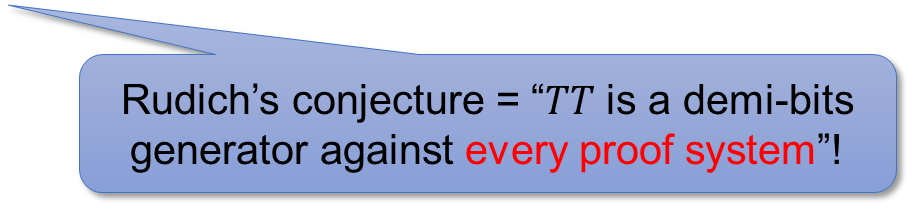 Rudich’s conjecture = “𝑇𝑇 is a demi-bits
generator against every proof system”!